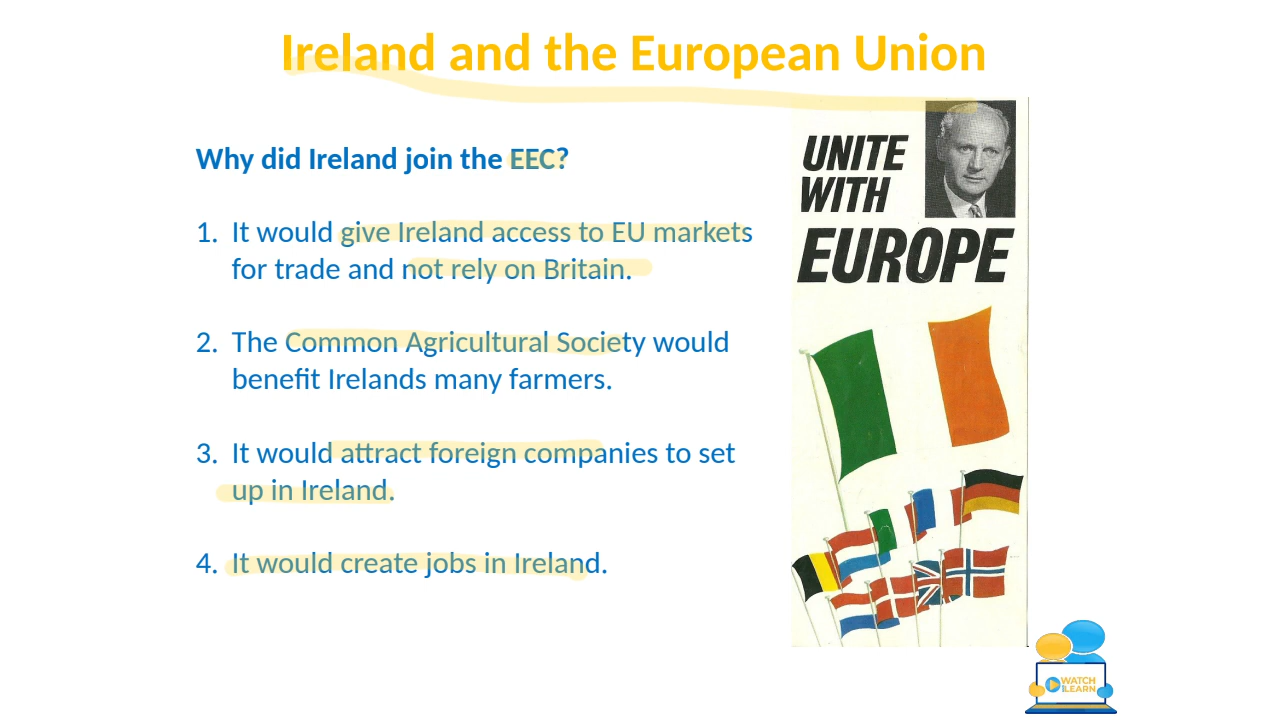 Ireland and the European Union
Why did Ireland join the EEC?
1. It would give Ireland access to EU markets
for trade and not rely on Britain.
2. The Common Agricultural Society would
benefit Irelands many farmers.
3. It would attract foreign companies to set
up in Ireland.
4. It would create jobs in Ireland.
UNITE
WITH
EUROPE
WATCH
2LEARN